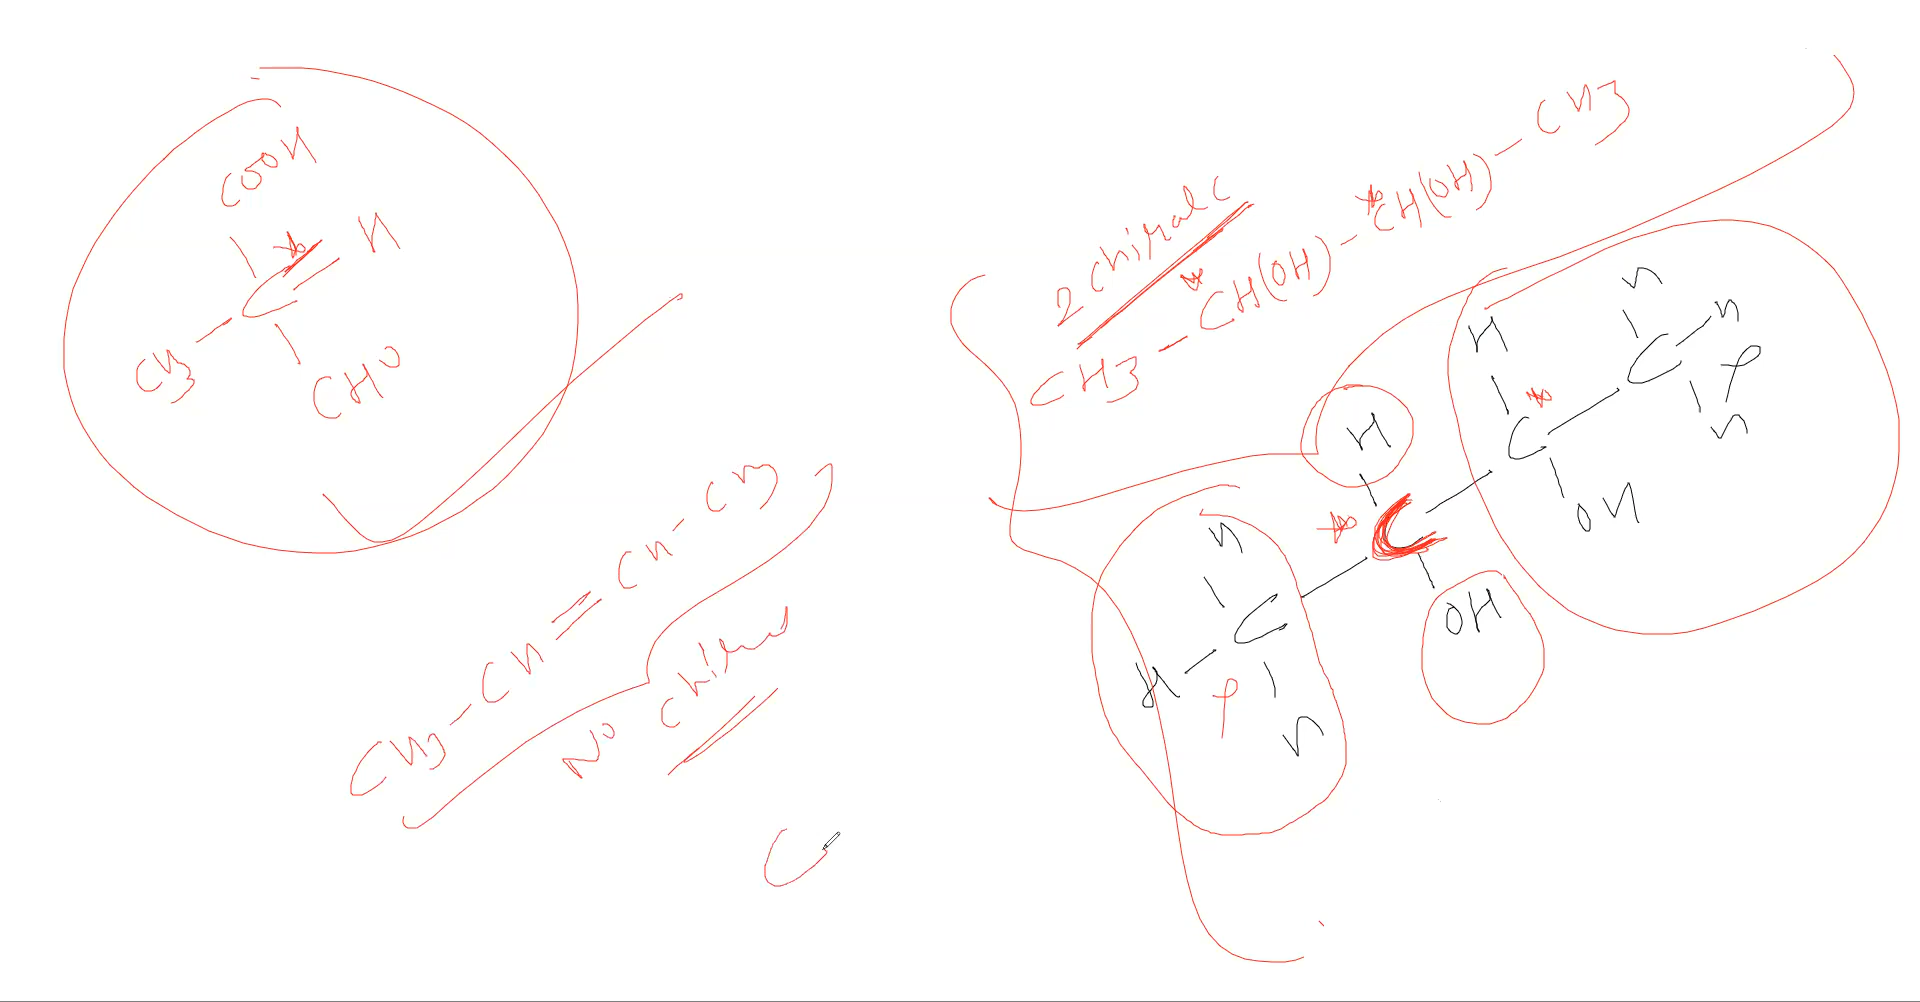 COOH
*
C
H
CH3
CHO
2 chiral C
CH3 - *CH(OH) - *CH(OH) - CH3
CH3 - CH = CH - CH3
No chiral
H
H
H
C
H
*
C
H
OH
H
*
C
OH
H
C
H
H
C